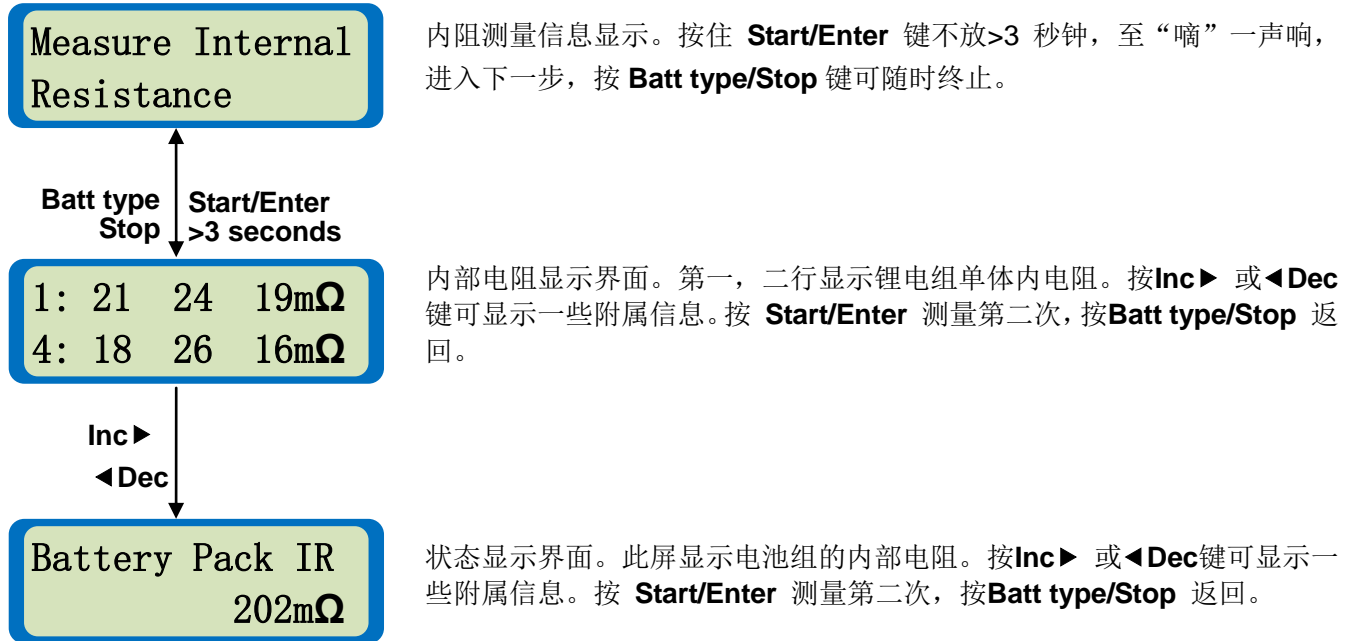 Measure Internal
Resistance
内阻测量信息显示。按住 Start/Enter 键不放>3 秒钟，至“嘀”一声响，
进入下一步，按 Batt type/Stop 键可随时终止。
Batt type
Stop
Start/Enter
>3 seconds
1: 21 24 19mΩ
4: 18 26 16mΩ
内部电阻显示界面。第一，二行显示锂电组单体内电阻。按Inc► 或◄Dec
键可显示一些附属信息。按 Start/Enter 测量第二次，按Batt type/Stop 返
回。
Inc►
◄Dec
Battery Pack IR
202mΩ
状态显示界面。此屏显示电池组的内部电阻。按Inc► 或◄Dec键可显示一
些附属信息。按 Start/Enter 测量第二次，按Batt type/Stop 返回。